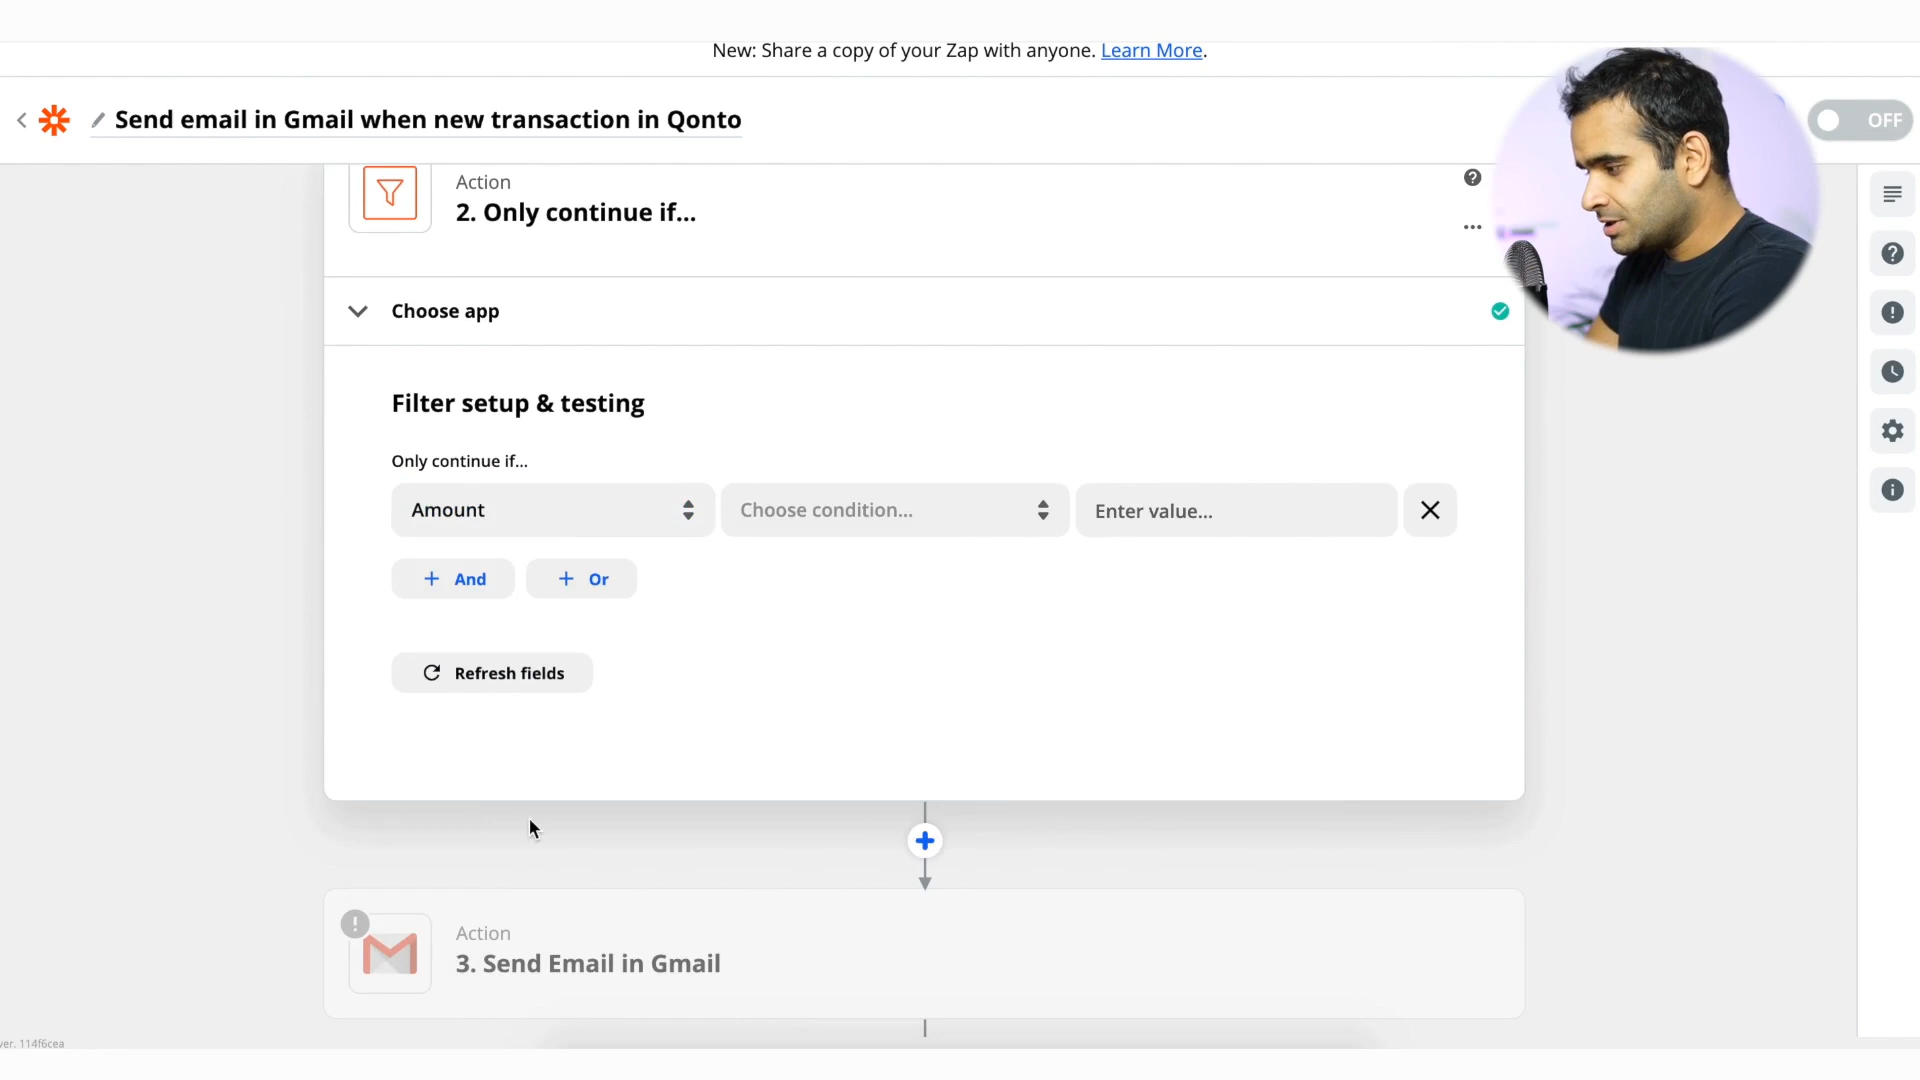 New: Share a copy of your Zap with anyone. Learn More.
Send email in Gmail when new transaction in Qonto
OFF
Action
2. Only continue if...
Choose app
Filter setup & testing
Only continue if...
Amount
Choose condition...
Enter value...
+ And
+ Or
Refresh fields
Action
3. Send Email in Gmail
ver. 114f6cea